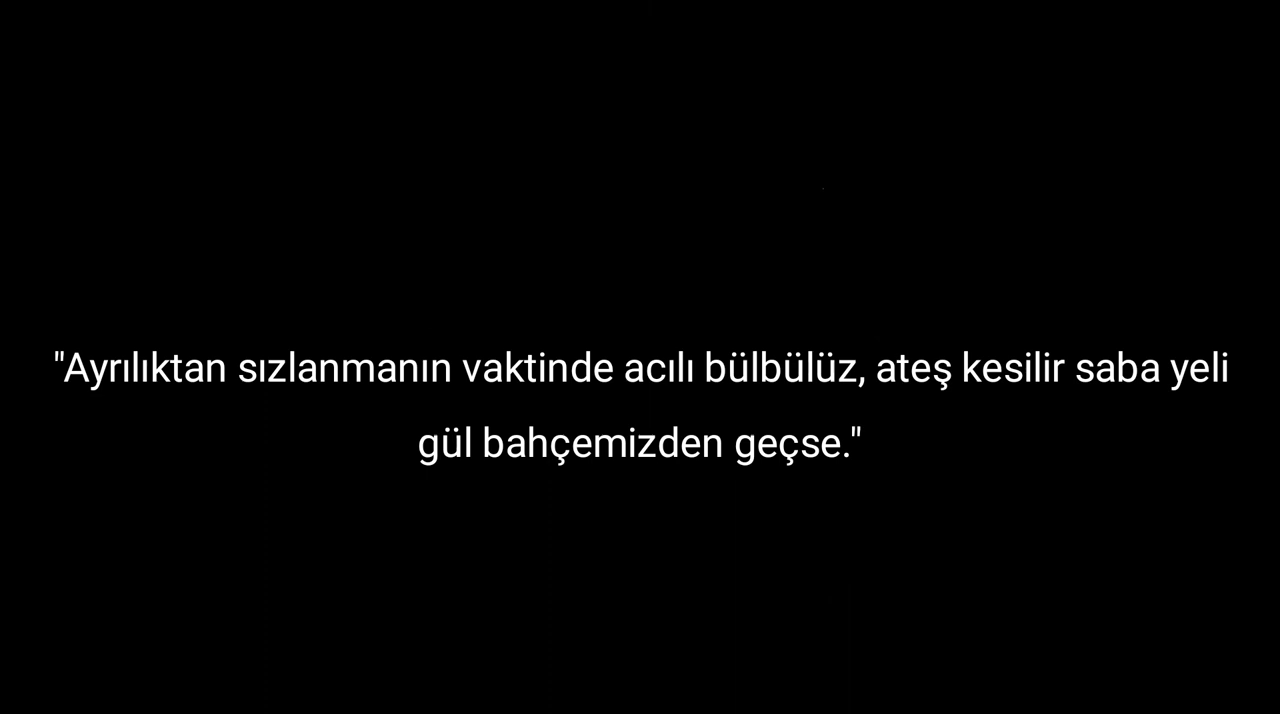 "Ayrılıktan sızlanmanın vaktinde acılı bülbülüz, ateş kesilir saba yeli
gül bahçemizden geçse."